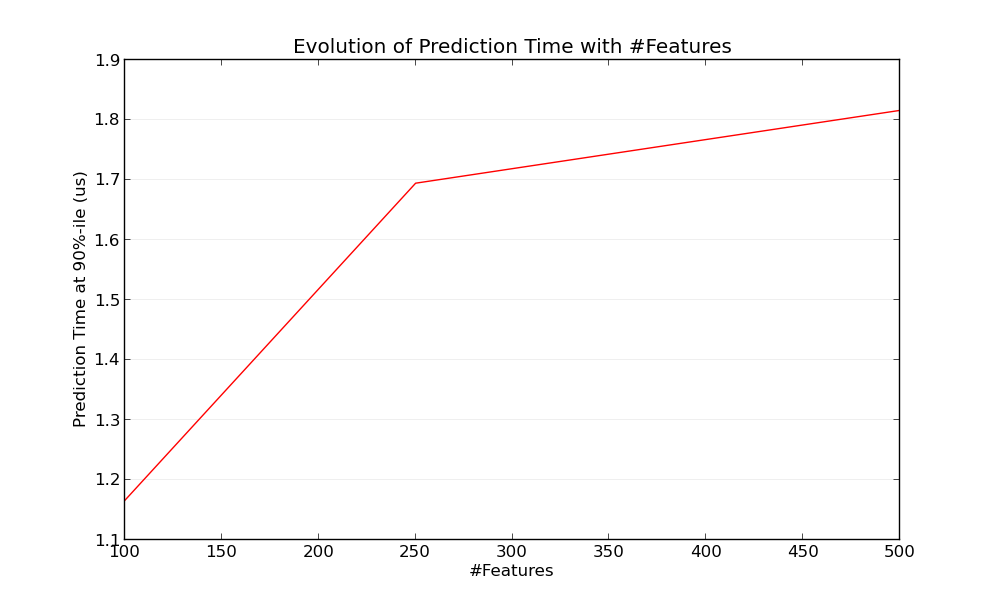 Evolution of Prediction Time with #Features
Prediction Time at 90%-ile (us)
1.9
1.8
1.7
1.6
1.5
1.4
1.3
1.2
1.1
100 150 200 250 300 350 400 450 500
#Features